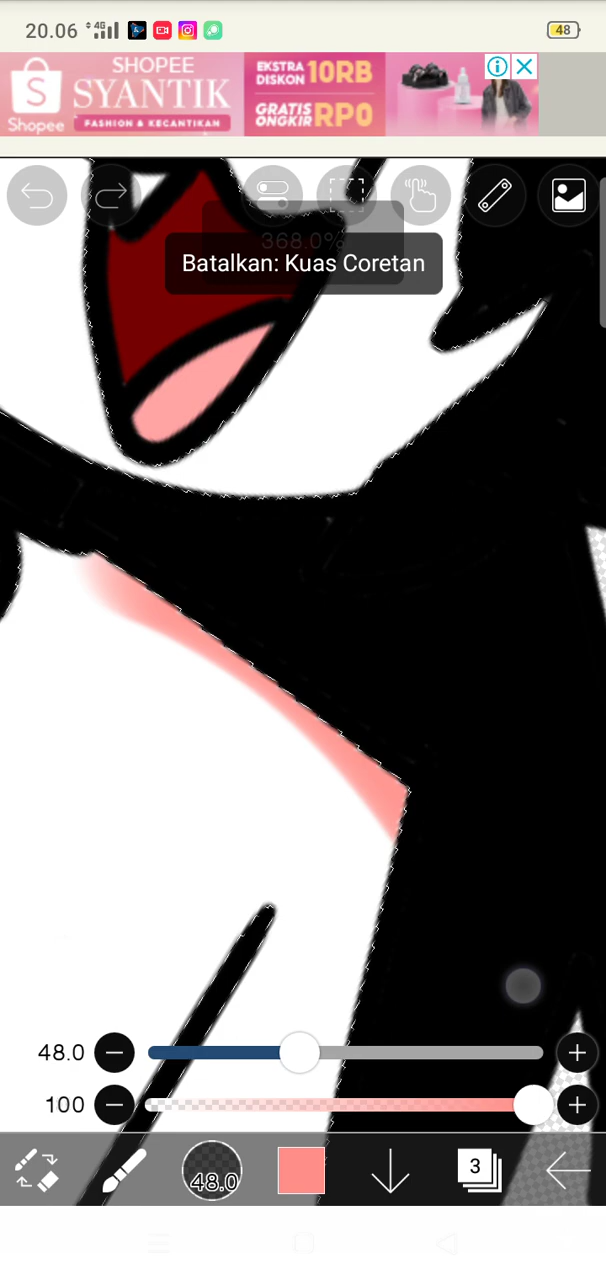 20.06
4G
48
SHOPEE
SYANTIK
FASHION & KECANTIKAN
Shopee
EKSTRA
DISKON 10RB
GRATIS
ONGKIR RP0
368.0%
Batalkan: Kuas Coretan
48.0
100
48.0
3